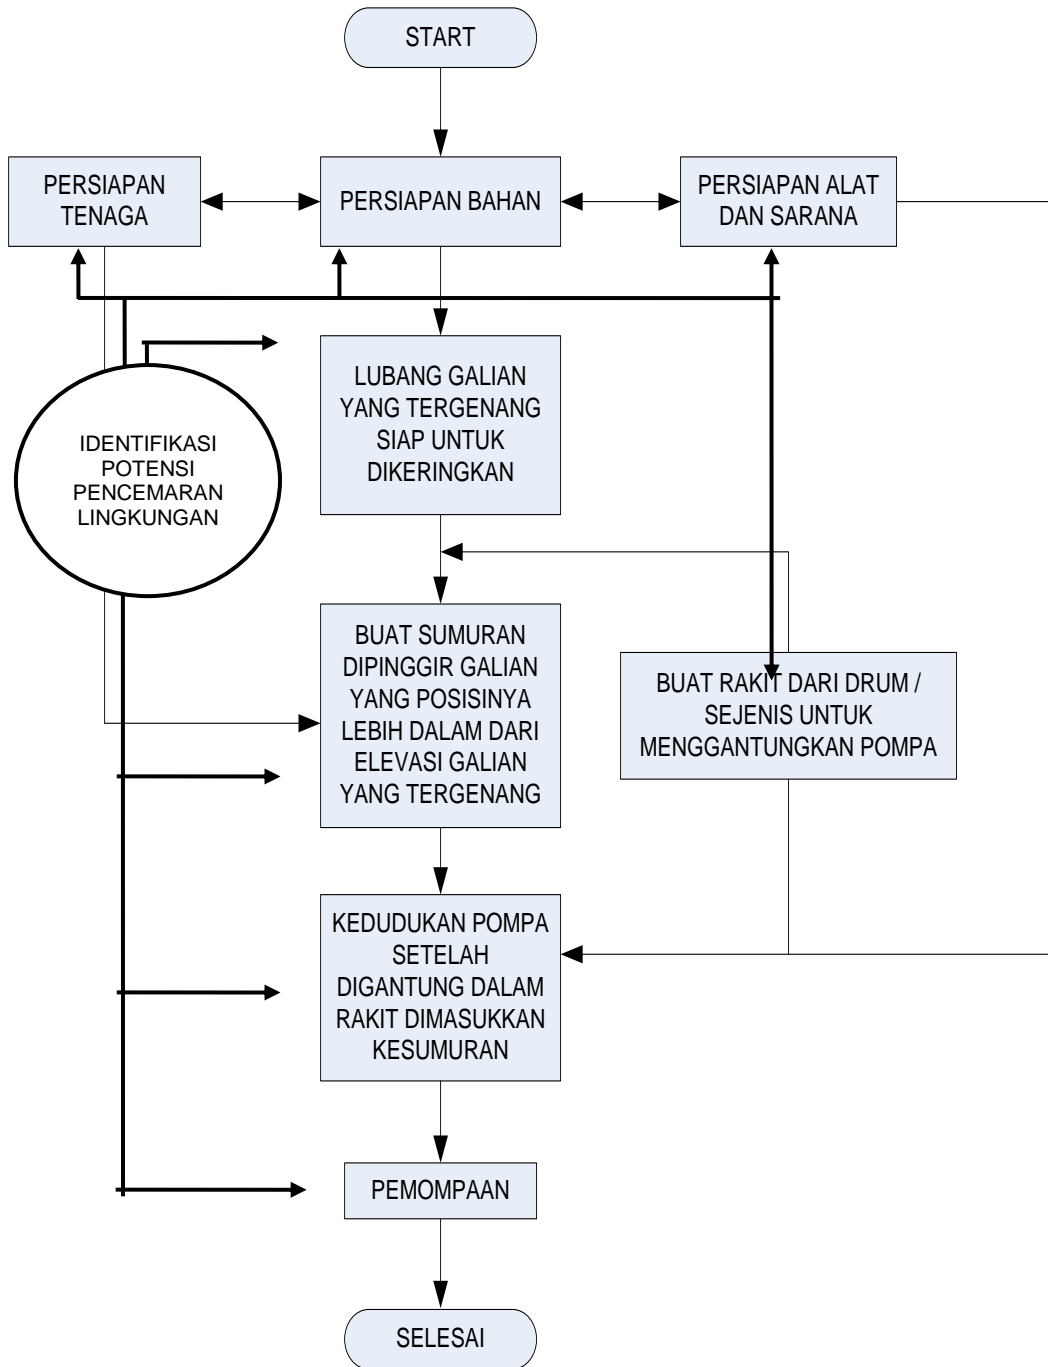 START
PERSIAPAN
TENAGA
PERSIAPAN BAHAN
PERSIAPAN ALAT
DAN SARANA
LUBANG GALIAN
YANG TERGENANG
SIAP UNTUK
DIKERINGKAN
IDENTIFIKASI
POTENSI
PENCEMARAN
LINGKUNGAN
BUAT SUMURAN
DIPINGGIR GALIAN
YANG POSISINYA
LEBIH DALAM DARI
ELEVASI GALIAN
YANG TERGENANG
BUAT RAKIT DARI DRUM /
SEJENIS UNTUK
MENGGANTUNGKAN POMPA
KEDUDUKAN POMPA
SETELAH
DIGANTUNG DALAM
RAKIT DIMASUKKAN
KESUMURAN
PEMOMPAAN
SELESAI